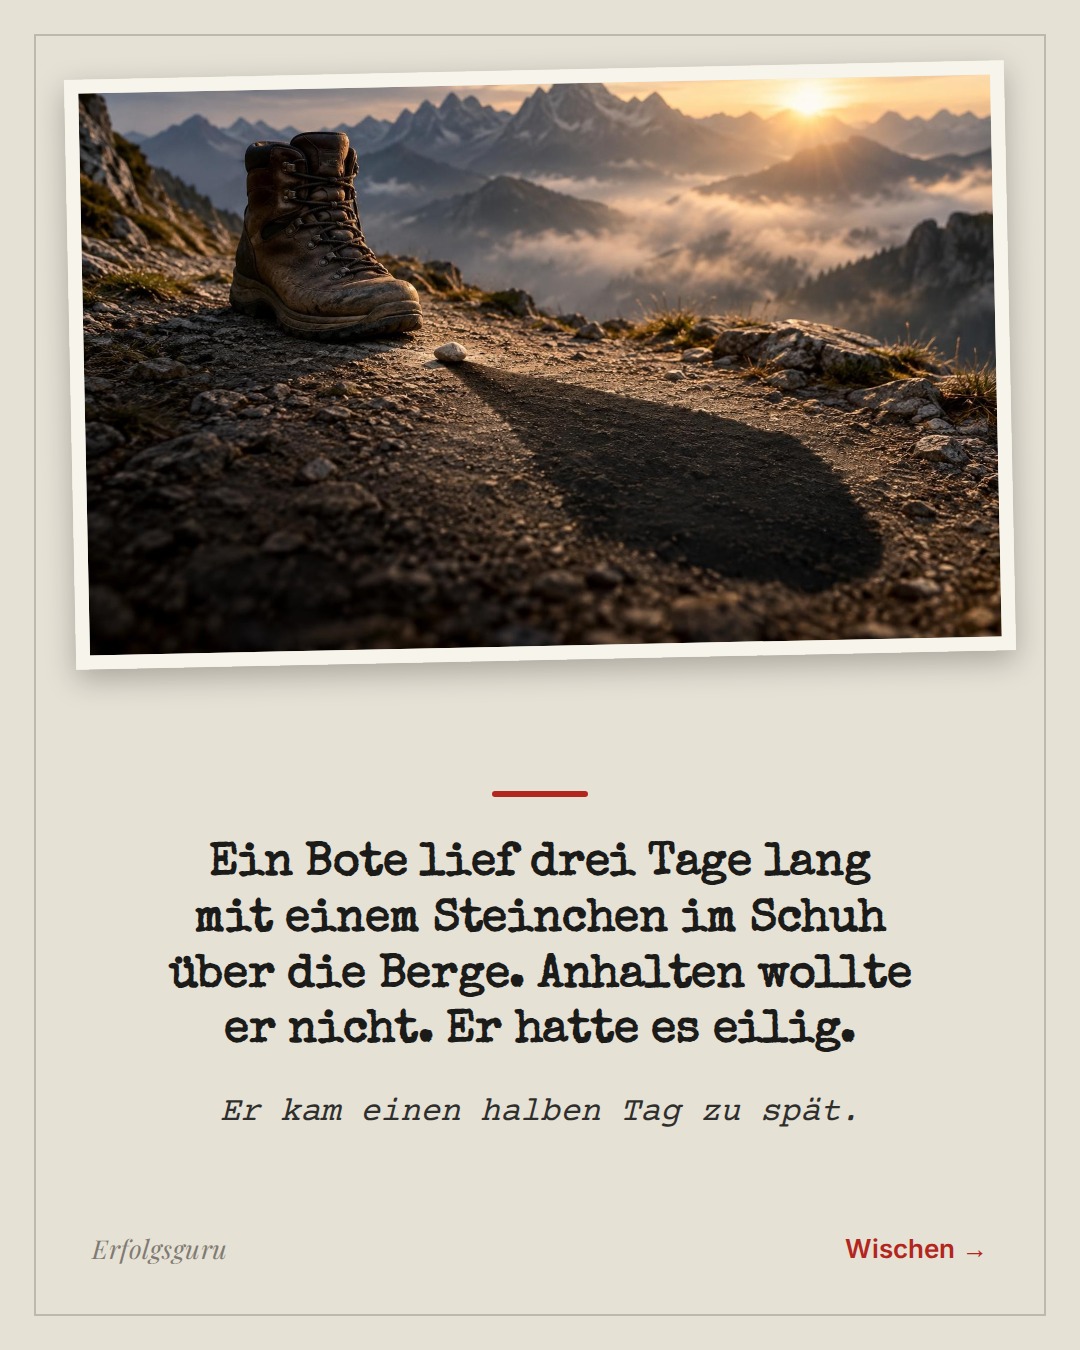 Ein Bote lief drei Tage lang
mit einem Steinchen im Schuh
über die Berge. Anhalten wollte
er nicht. Er hatte es eilig.
Er kam einen halben Tag zu spät.
Erfolgsguru
Wischen →